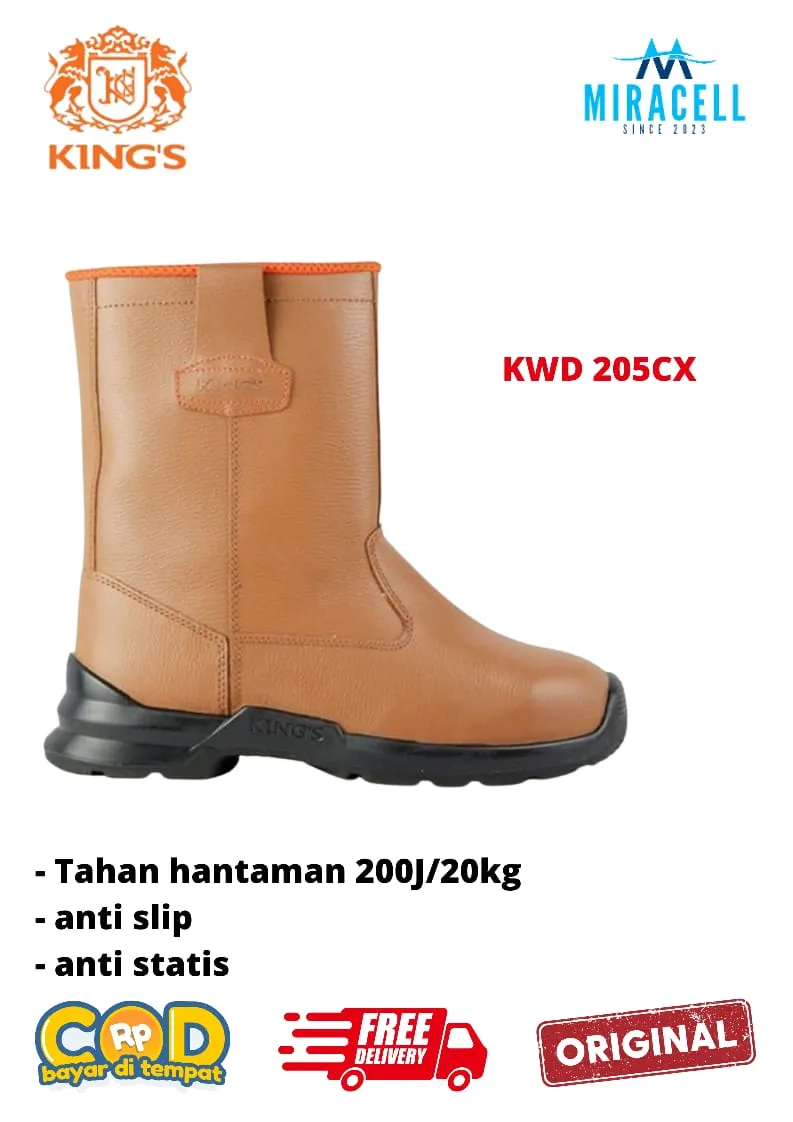 KING'S
MIRACELL
SINCE 2023
KWD 205CX
KING'S
KING'S
- Tahan hantaman 200J/20kg
- anti slip
- anti statis
COD
RP
bayar di tempat
FREE
DELIVERY
ORIGINAL